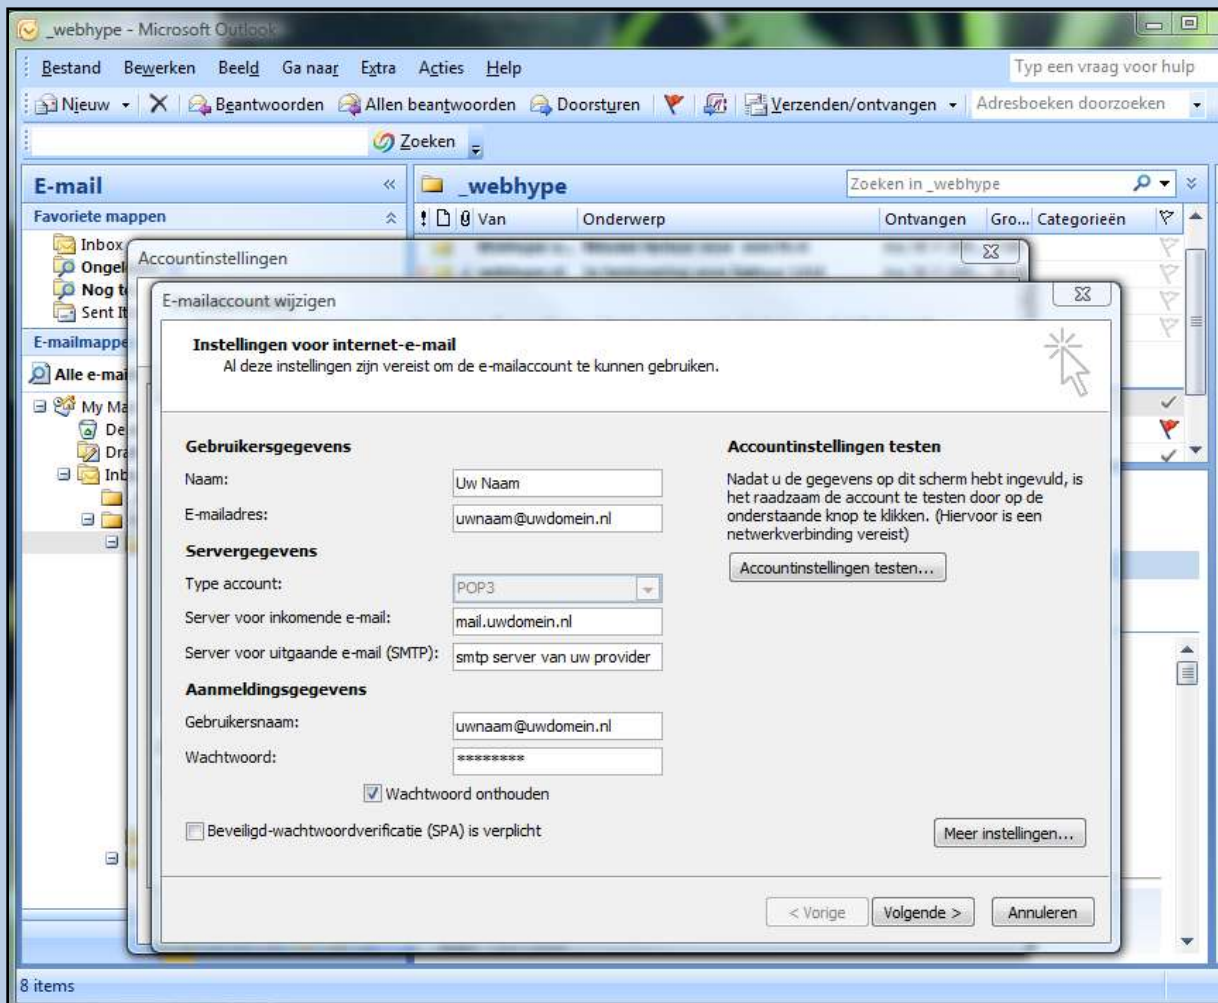 _webhype - Microsoft Outlook
Bestand Bewerken Beeld Ga naar Extra Acties Help
Typ een vraag voor hulp
Nieuw Beantwoorden Allen beantwoorden Doorsturen Verzenden/ontvangen Adresboeken doorzoeken
Zoeken
E-mail
Favoriete mappen
Inbox
Ongel
Nog t
Sent It
E-mailmappe
Alle e-mai
My Ma
De
Dra
Inb
_webhype
Zoeken in _webhype
! Van Onderwerp Ontvangen Gro... Categorieën
Accountinstellingen
E-mailaccount wijzigen
Instellingen voor internet-e-mail
Al deze instellingen zijn vereist om de e-mailaccount te kunnen gebruiken.
Gebruikersgegevens
Naam: Uw Naam
E-mailadres: uwnaam@uwdomein.nl
Servergegevens
Type account: POP3
Server voor inkomende e-mail: mail.uwdomein.nl
Server voor uitgaande e-mail (SMTP): smtp server van uw provider
Aanmeldingsgegevens
Gebruikersnaam: uwnaam@uwdomein.nl
Wachtwoord: ********
Wachtwoord onthouden
Beveiligd-wachtwoordverificatie (SPA) is verplicht
Accountinstellingen testen
Nadat u de gegevens op dit scherm hebt ingevuld, is
het raadzaam de account te testen door op de
onderstaande knop te klikken. (Hiervoor is een
netwerkverbinding vereist)
Accountinstellingen testen...
Meer instellingen...
< Vorige Volgende > Annuleren
8 items